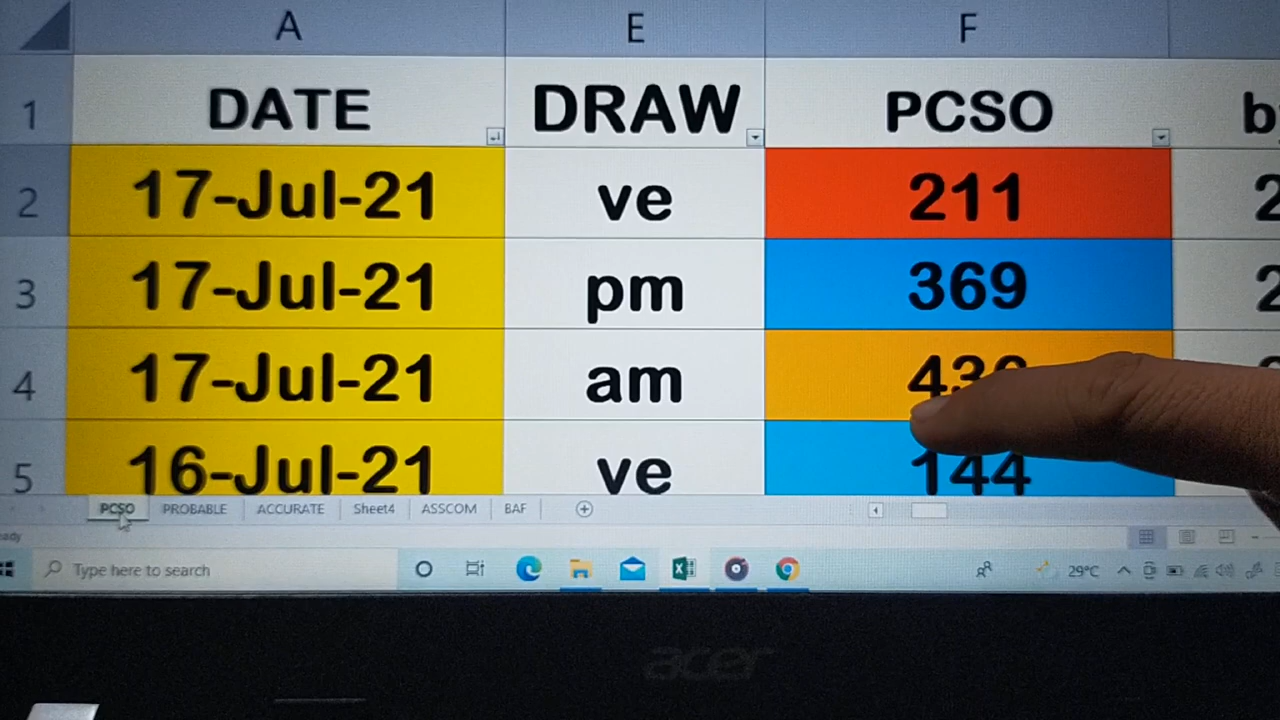 A E F
1 DATE DRAW PCSO
2 17-Jul-21 ve 211
3 17-Jul-21 pm 369
4 17-Jul-21 am
5 16-Jul-21 ve 144
PCSO PROBABLE ACCURATE Sheet4 ASSCOM BAF
Type here to search 29°C
acer